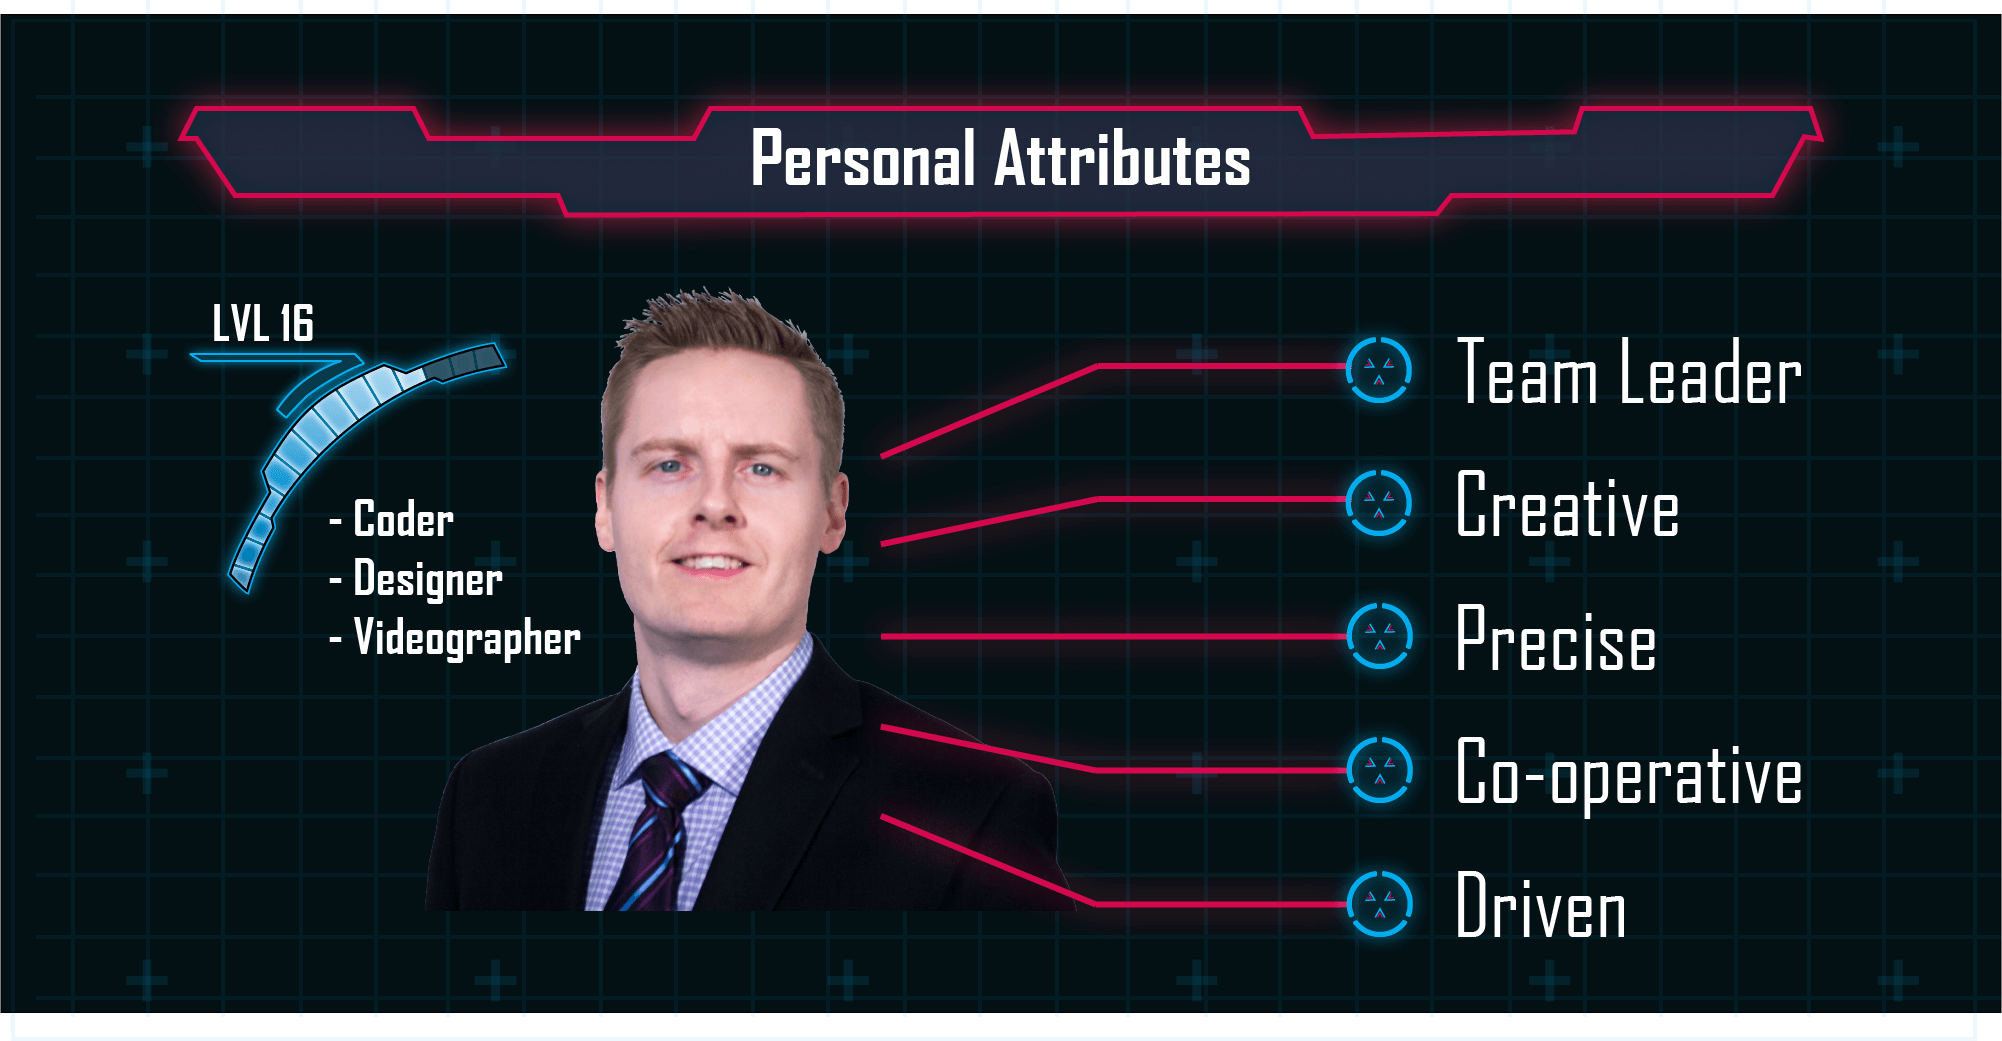 Personal Attributes
LVL 16
- Coder
- Designer
- Videographer
Team Leader
Creative
Precise
Co-operative
Driven